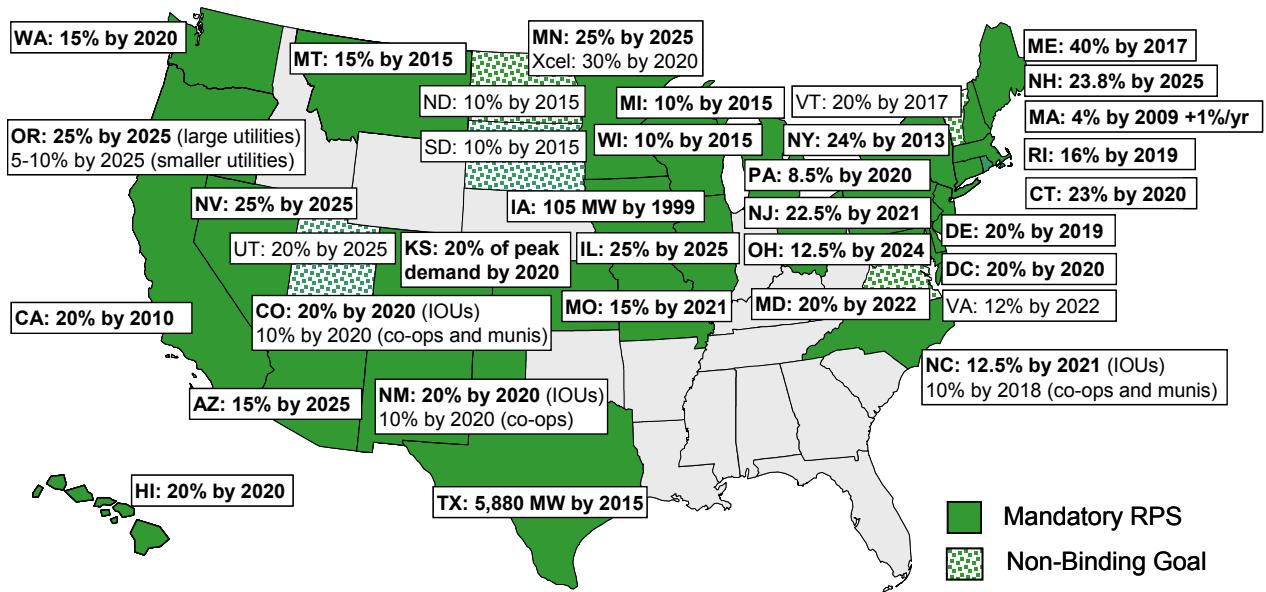 WA: 15% by 2020
MT: 15% by 2015
MN: 25% by 2025
Xcel: 30% by 2020
ME: 40% by 2017
NH: 23.8% by 2025
ND: 10% by 2015
MI: 10% by 2015
VT: 20% by 2017
MA: 4% by 2009 +1%/yr
OR: 25% by 2025 (large utilities)
5-10% by 2025 (smaller utilities)
SD: 10% by 2015
WI: 10% by 2015
NY: 24% by 2013
RI: 16% by 2019
PA: 8.5% by 2020
CT: 23% by 2020
NV: 25% by 2025
IA: 105 MW by 1999
NJ: 22.5% by 2021
DE: 20% by 2019
UT: 20% by 2025
KS: 20% of peak
demand by 2020
IL: 25% by 2025
OH: 12.5% by 2024
DC: 20% by 2020
CA: 20% by 2010
CO: 20% by 2020 (IOUs)
10% by 2020 (co-ops and munis)
MO: 15% by 2021
MD: 20% by 2022
VA: 12% by 2022
NC: 12.5% by 2021 (IOUs)
10% by 2018 (co-ops and munis)
AZ: 15% by 2025
NM: 20% by 2020 (IOUs)
10% by 2020 (co-ops)
HI: 20% by 2020
TX: 5,880 MW by 2015
Mandatory RPS
Non-Binding Goal